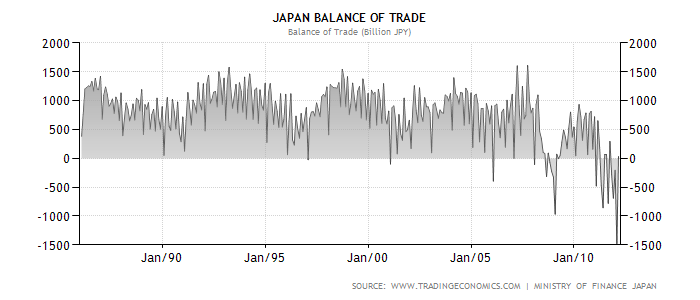 JAPAN BALANCE OF TRADE
Balance of Trade (Billion JPY)
2000 2000
1500 1500
1000 1000
500 500
0 0
-500 -500
-1000 -1000
-1500 -1500
Jan/90 Jan/95 Jan/00 Jan/05 Jan/10
SOURCE: WWW.TRADINGECONOMICS.COM | MINISTRY OF FINANCE JAPAN